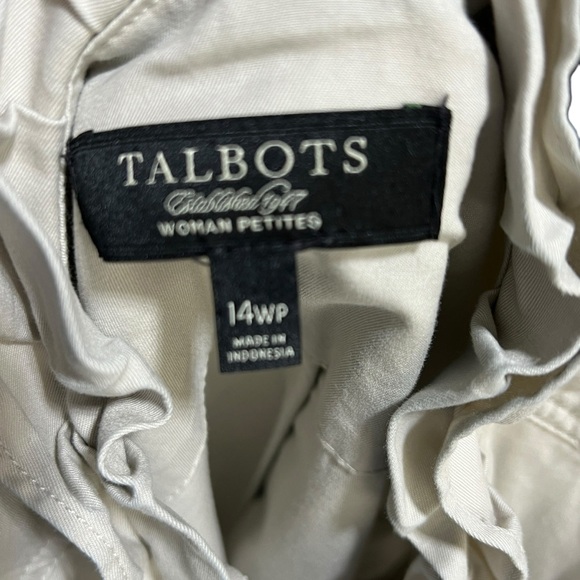 TALBOTS
Established 1947
WOMAN PETITES
14WP
MADE IN
INDONESIA